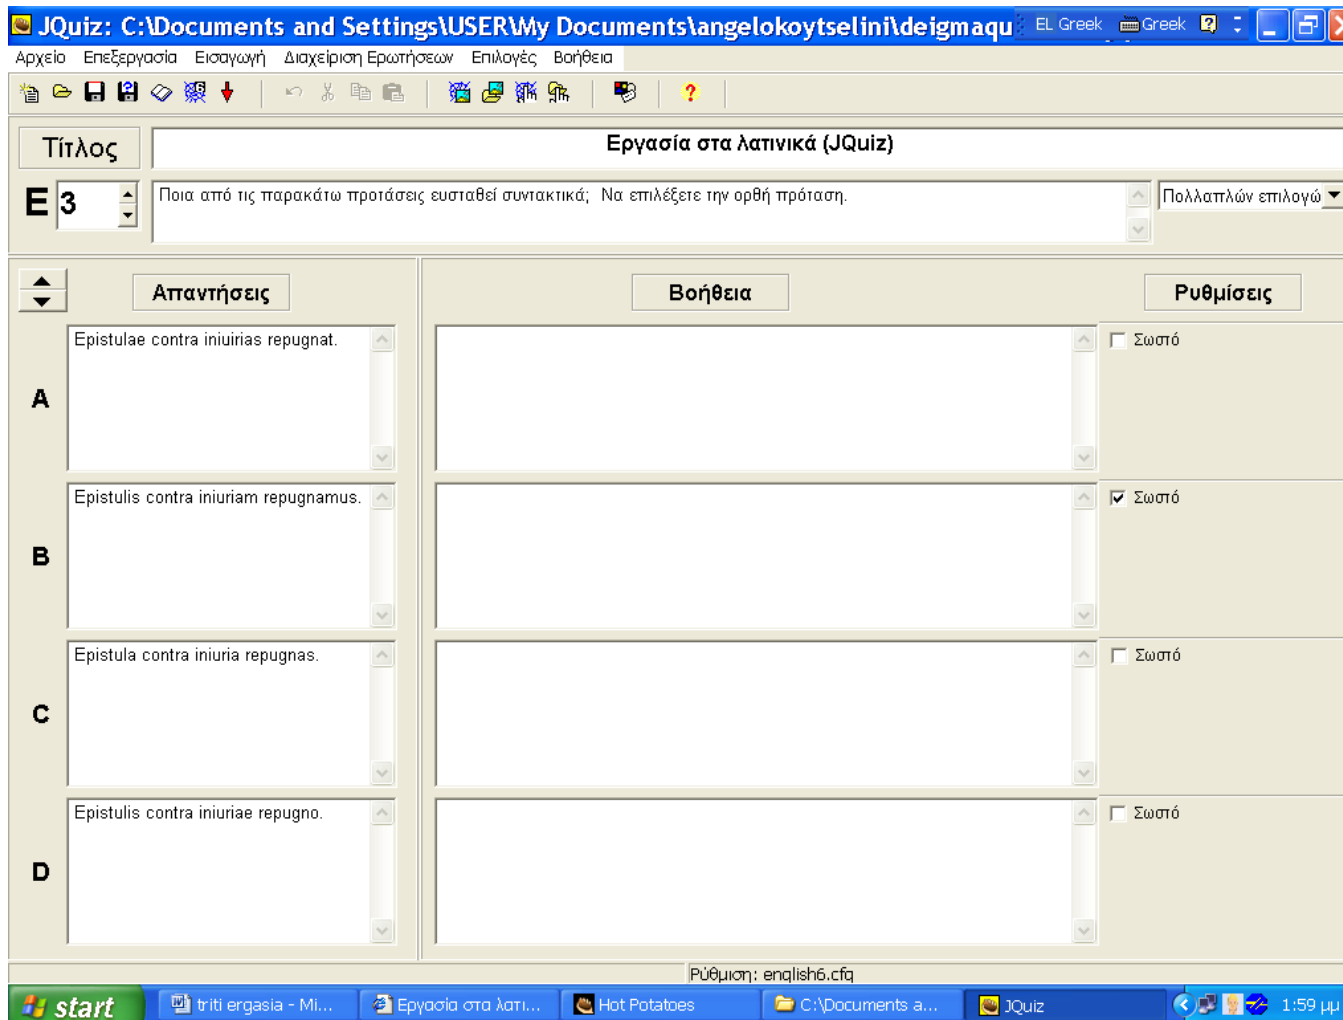 JQuiz: C:\Documents and Settings\USER\My Documents\angelokoytselini\deigmaqu
EL Greek Greek
Αρχείο Επεξεργασία Εισαγωγή Διαχείριση Ερωτήσεων Επιλογές Βοήθεια
Τίτλος
Εργασία στα λατινικά (JQuiz)
Ε 3
Ποια από τις παρακάτω προτάσεις ευσταθεί συντακτικά; Να επιλέξετε την ορθή πρόταση.
Πολλαπλών επιλογώ
Απαντήσεις
Βοήθεια
Ρυθμίσεις
A
Epistulae contra iniuirias repugnat.
Σωστό
B
Epistulis contra iniuriam repugnamus.
Σωστό
C
Epistula contra iniuria repugnas.
Σωστό
D
Epistulis contra iniuriae repugno.
Σωστό
Ρύθμιση: english6.cfg
start
triti ergasia - Mi...
Εργασία στα λατι...
Hot Potatoes
C:\Documents a...
JQuiz
1:59 μμ